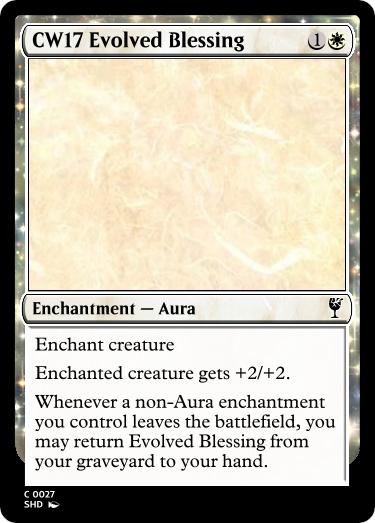 CW17 Evolved Blessing 1
Enchantment — Aura
Enchant creature
Enchanted creature gets +2/+2.
Whenever a non-Aura enchantment
you control leaves the battlefield, you
may return Evolved Blessing from
your graveyard to your hand.
C 0027
SHD